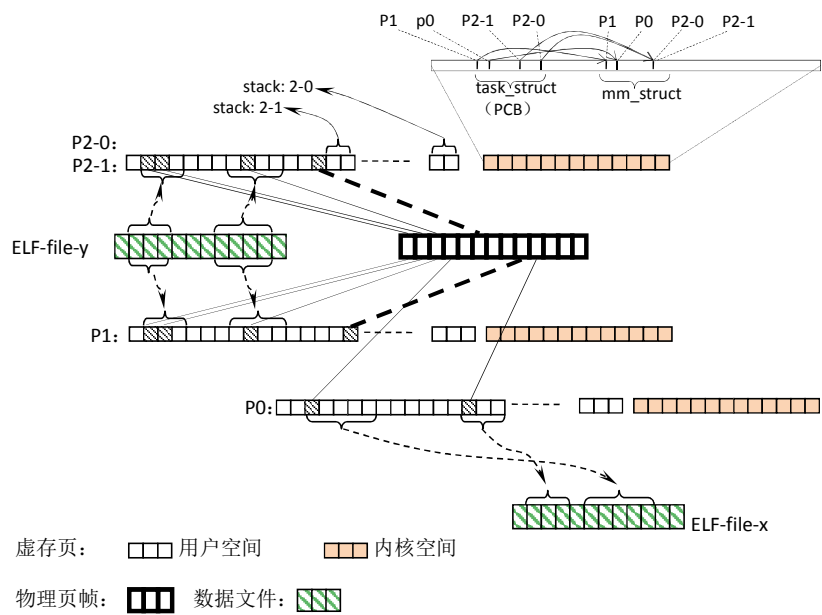 P1 p0 P2-1 P2-0 P1 P0 P2-0 P2-1
task_struct
（PCB）
mm_struct
stack: 2-0
stack: 2-1
P2-0:
P2-1:
ELF-file-y
P1:
P0:
ELF-file-x
虚存页： 用户空间 内核空间
物理页帧： 数据文件：